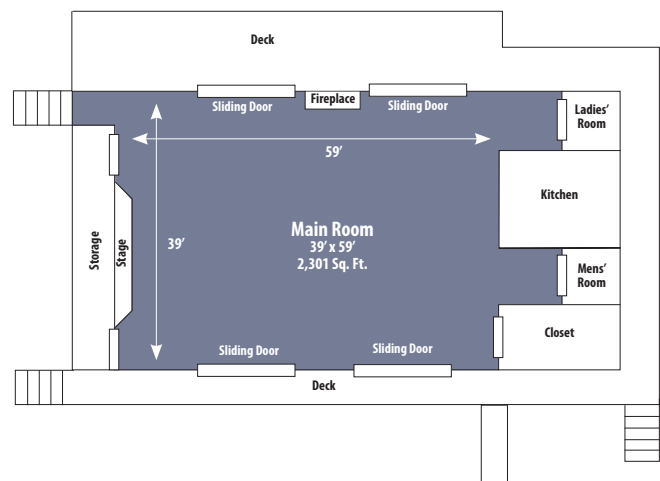 Deck
Fireplace
Sliding Door
Sliding Door
Ladies'
Room
59'
Kitchen
Storage
Stage
39'
Main Room
39' x 59'
2,301 Sq. Ft.
Mens'
Room
Closet
Sliding Door
Sliding Door
Deck